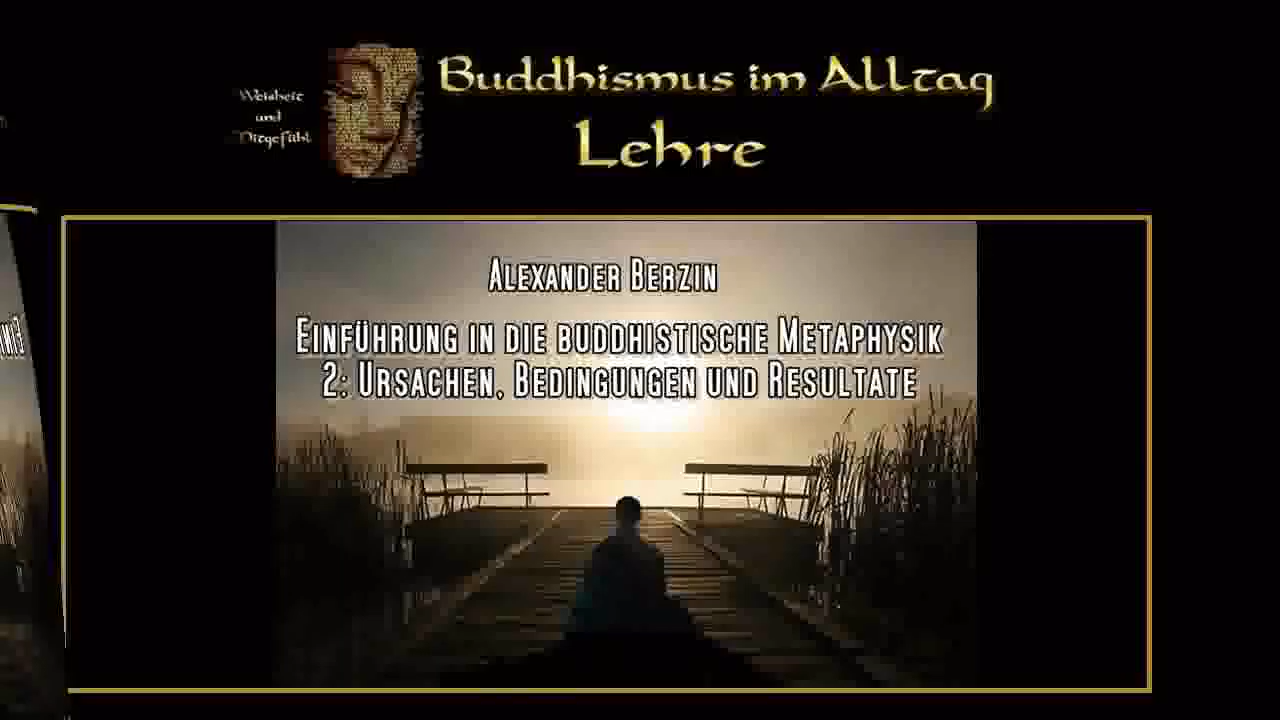 Weisheit
und
Mitgefühl
Buddhismus im Alltag
Lehre
Alexander Berzin
Einführung in die buddhistische Metaphysik
2: Ursachen, Bedingungen und Resultate